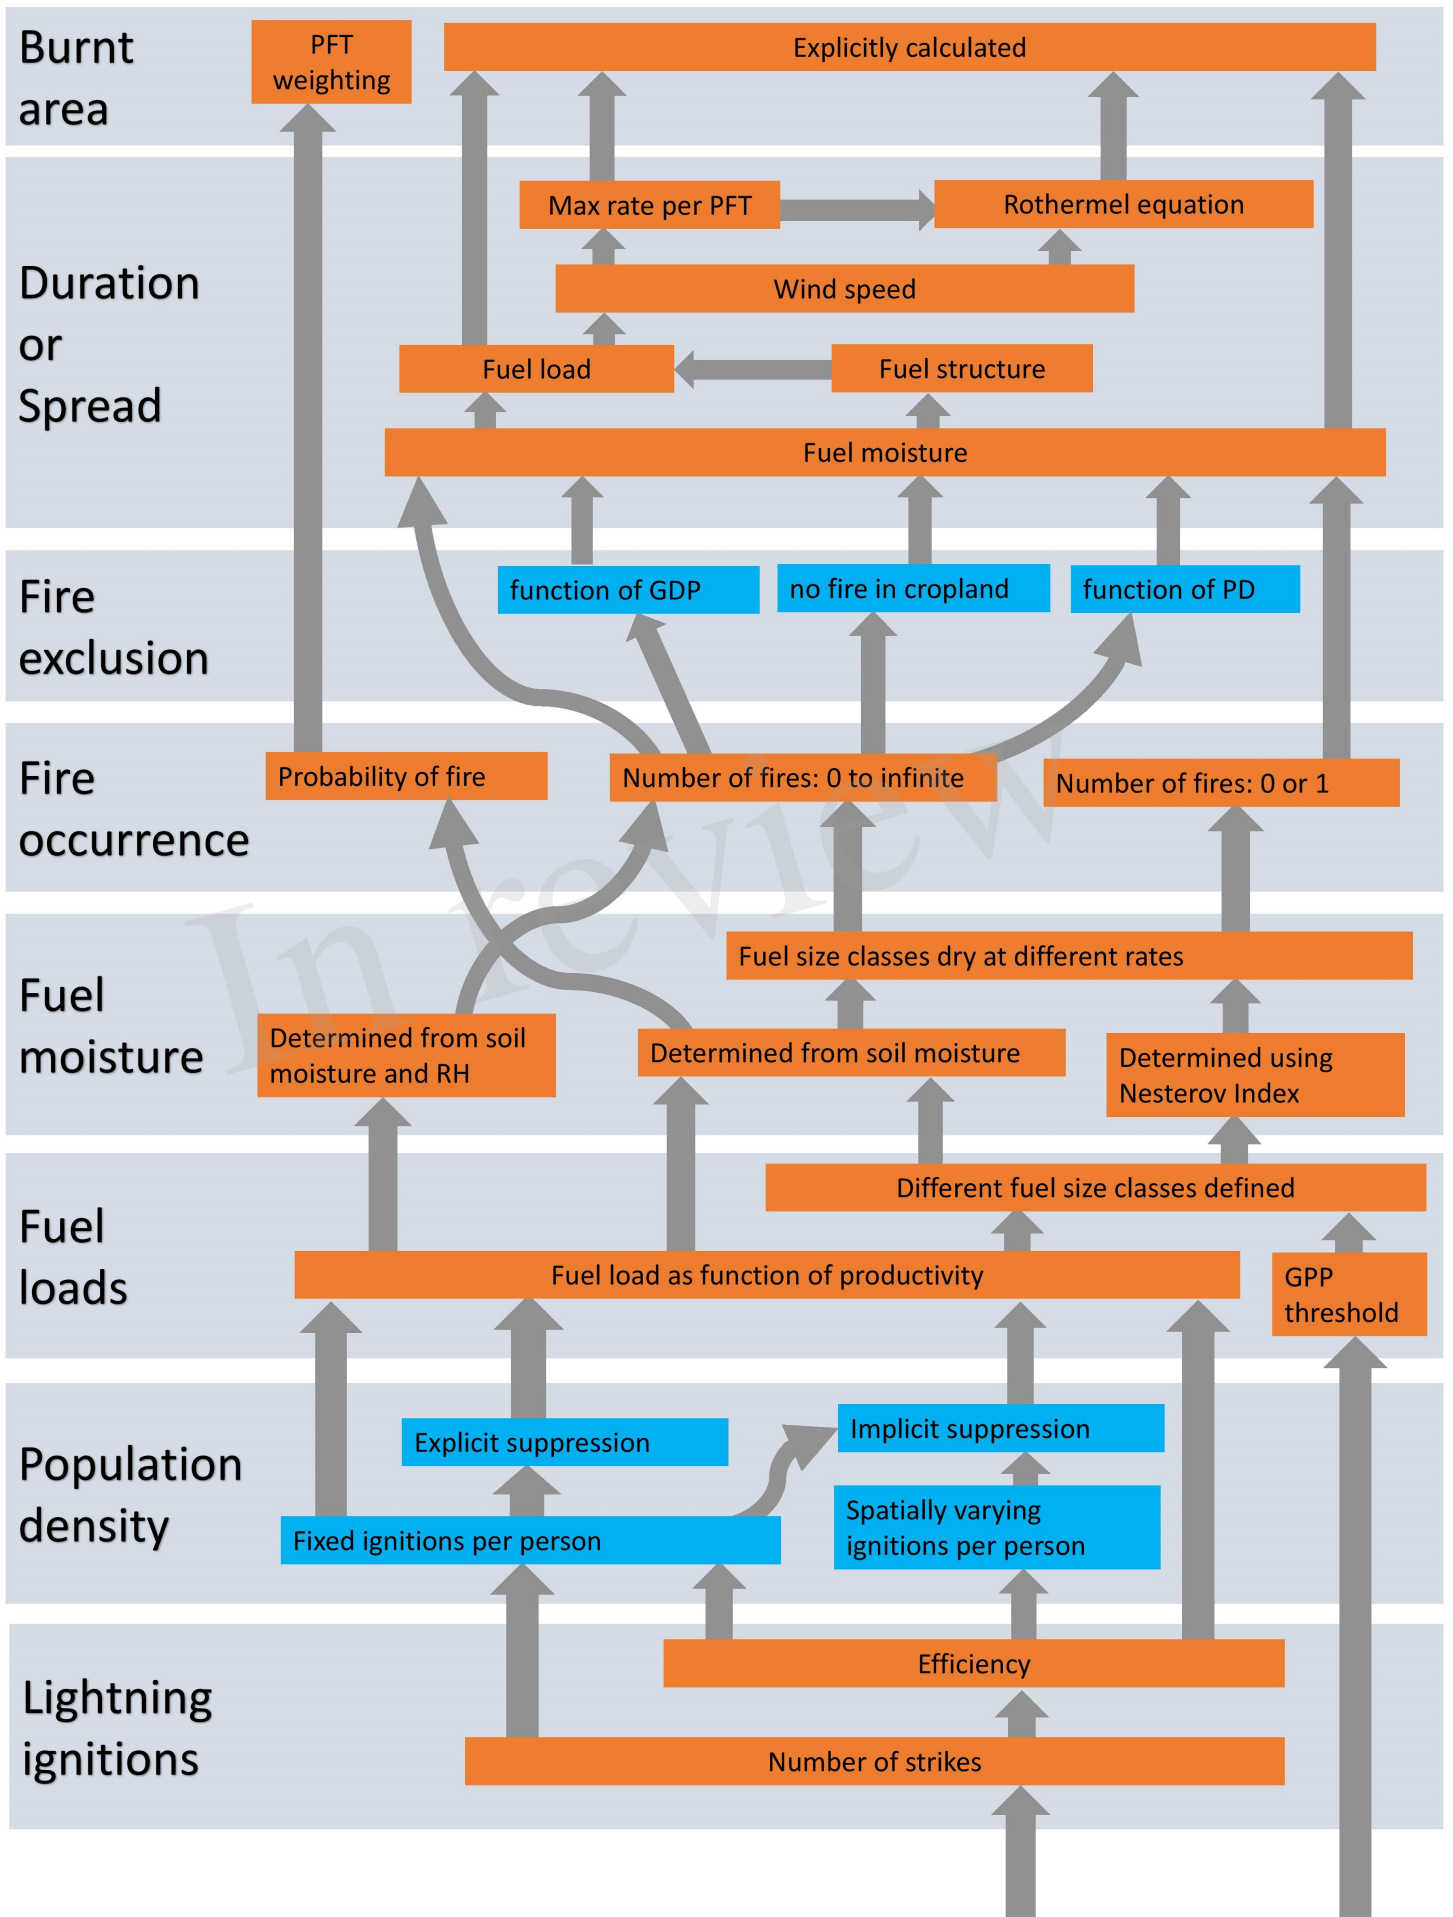 Burnt
area
PFT
weighting
Explicitly calculated
Duration
or
Spread
Max rate per PFT
Rothermel equation
Wind speed
Fuel load
Fuel structure
Fuel moisture
Fire
exclusion
function of GDP
no fire in cropland
function of PD
Fire
occurrence
Probability of fire
Number of fires: 0 to infinite
Number of fires: 0 or 1
In review
Fuel
moisture
Fuel size classes dry at different rates
Determined from soil
moisture and RH
Determined from soil moisture
Determined using
Nesterov Index
Fuel
loads
Different fuel size classes defined
Fuel load as function of productivity
GPP
threshold
Population
density
Explicit suppression
Implicit suppression
Fixed ignitions per person
Spatially varying
ignitions per person
Lightning
ignitions
Efficiency
Number of strikes